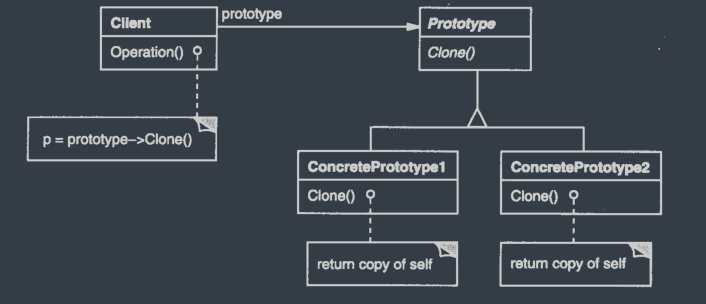 Client
prototype
Prototype
Operation()
Clone()
p = prototype->Clone()
ConcretePrototype1
ConcretePrototype2
Clone()
Clone()
return copy of self
return copy of self